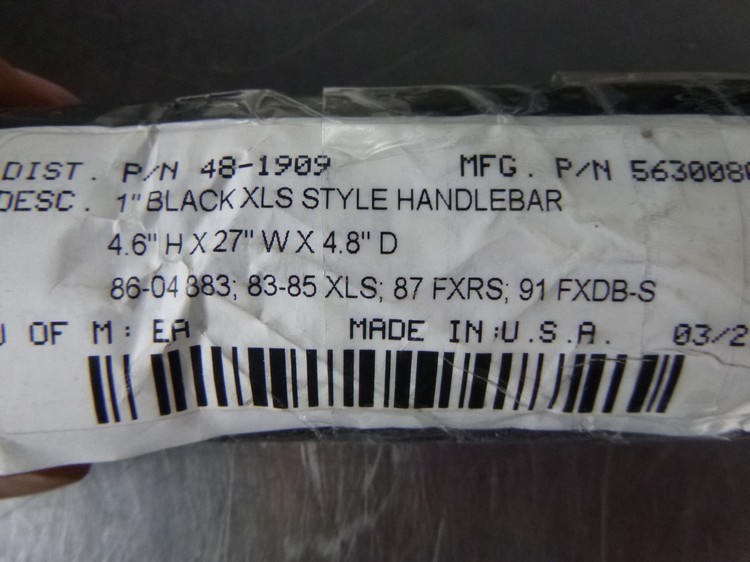 DIST. P/N 48-1909 MFG. P/N 563008
DESC. 1" BLACK XLS STYLE HANDLEBAR
4.6" H X 27" W X 4.8" D
86-04 883; 83-85 XLS; 87 FXRS; 91 FXDB-S
U OF M: EA MADE IN:U.S.A. 03/2